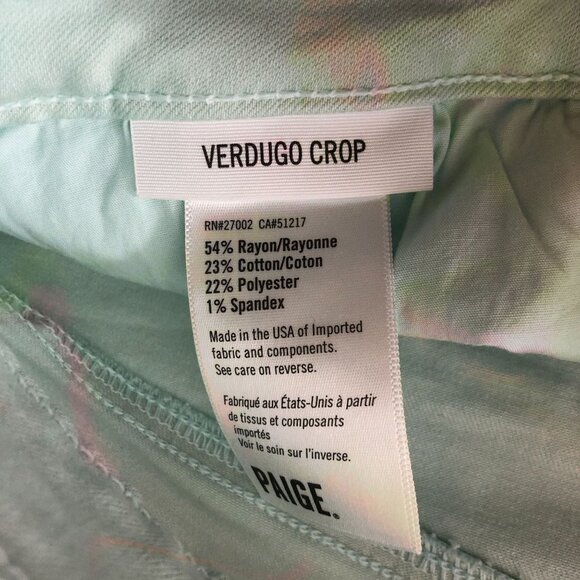 VERDUGO CROP
RN#27002 CA#51217
54% Rayon/Rayonne
23% Cotton/Coton
22% Polyester
1% Spandex
Made in the USA of Imported
fabric and components.
See care on reverse.
Fabriqué aux États-Unis à partir
de tissus et composants
importés
Voir le soin sur l'inverse.
PAIGE.